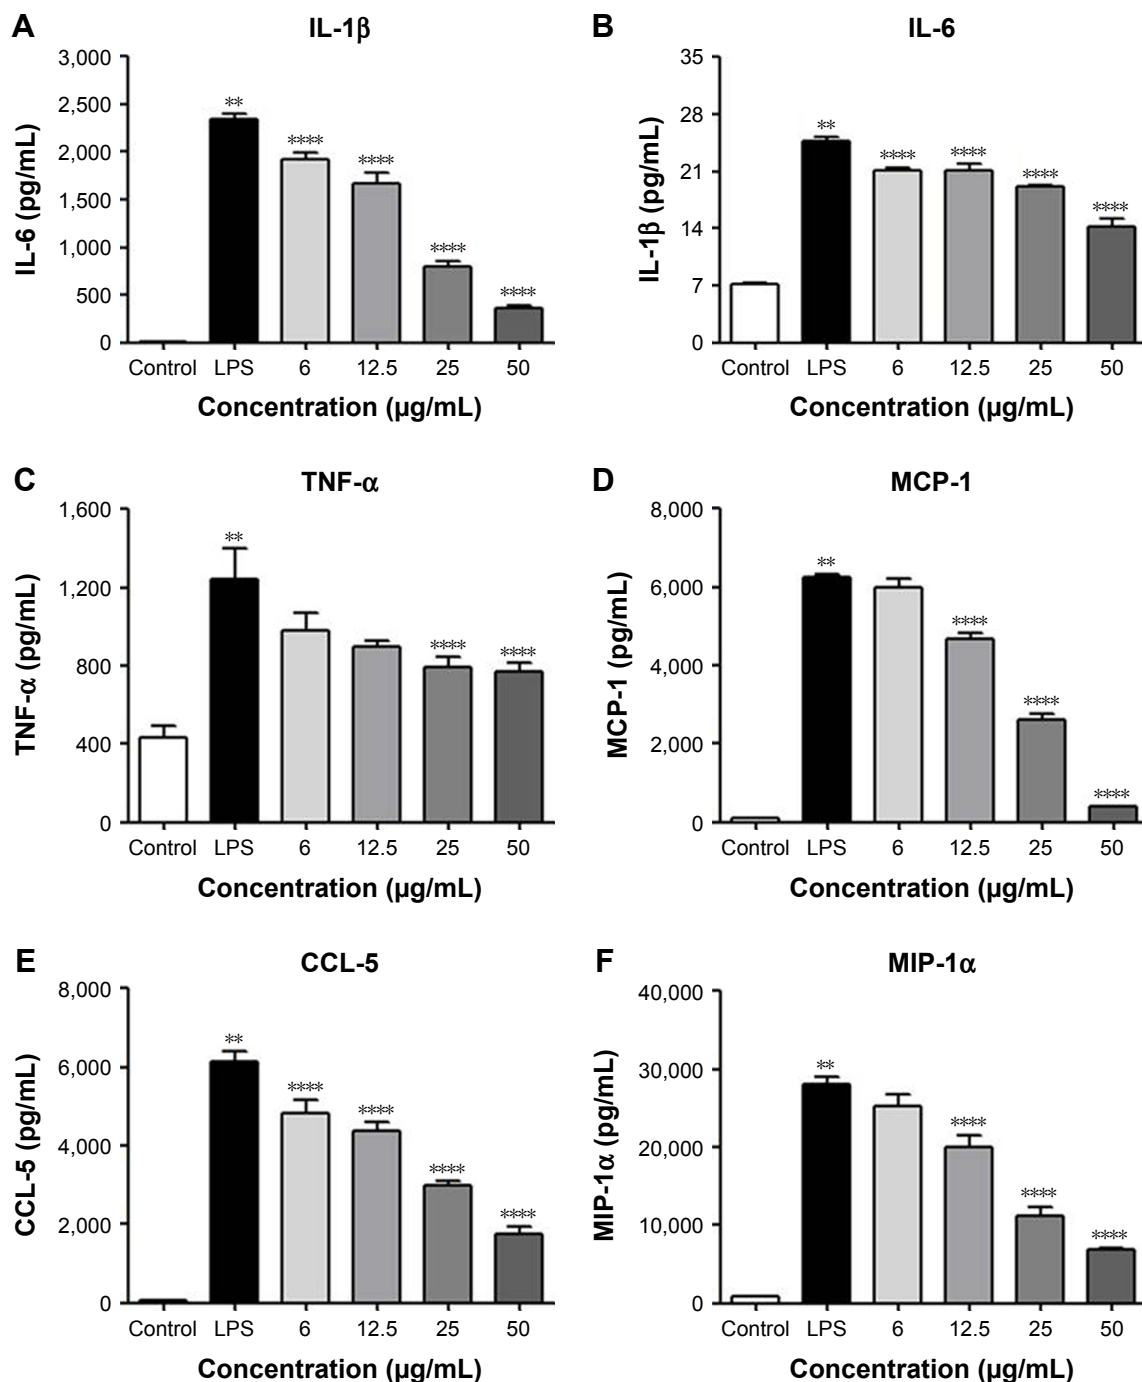 A
IL-1β
IL-6 (pg/mL)
3,000
2,500
2,000
1,500
1,000
500
0
**
****
****
****
****
Control LPS 6 12.5 25 50
Concentration (µg/mL)
B
IL-6
IL-1β (pg/mL)
35
28
21
14
7
0
**
****
****
****
****
Control LPS 6 12.5 25 50
Concentration (µg/mL)
C
TNF-α
TNF-α (pg/mL)
1,600
1,200
800
400
0
**
****
****
Control LPS 6 12.5 25 50
Concentration (µg/mL)
D
MCP-1
MCP-1 (pg/mL)
8,000
6,000
4,000
2,000
0
**
****
****
****
Control LPS 6 12.5 25 50
Concentration (µg/mL)
E
CCL-5
CCL-5 (pg/mL)
8,000
6,000
4,000
2,000
0
**
****
****
****
****
Control LPS 6 12.5 25 50
Concentration (µg/mL)
F
MIP-1α
MIP-1α (pg/mL)
40,000
30,000
20,000
10,000
0
**
****
****
****
Control LPS 6 12.5 25 50
Concentration (µg/mL)